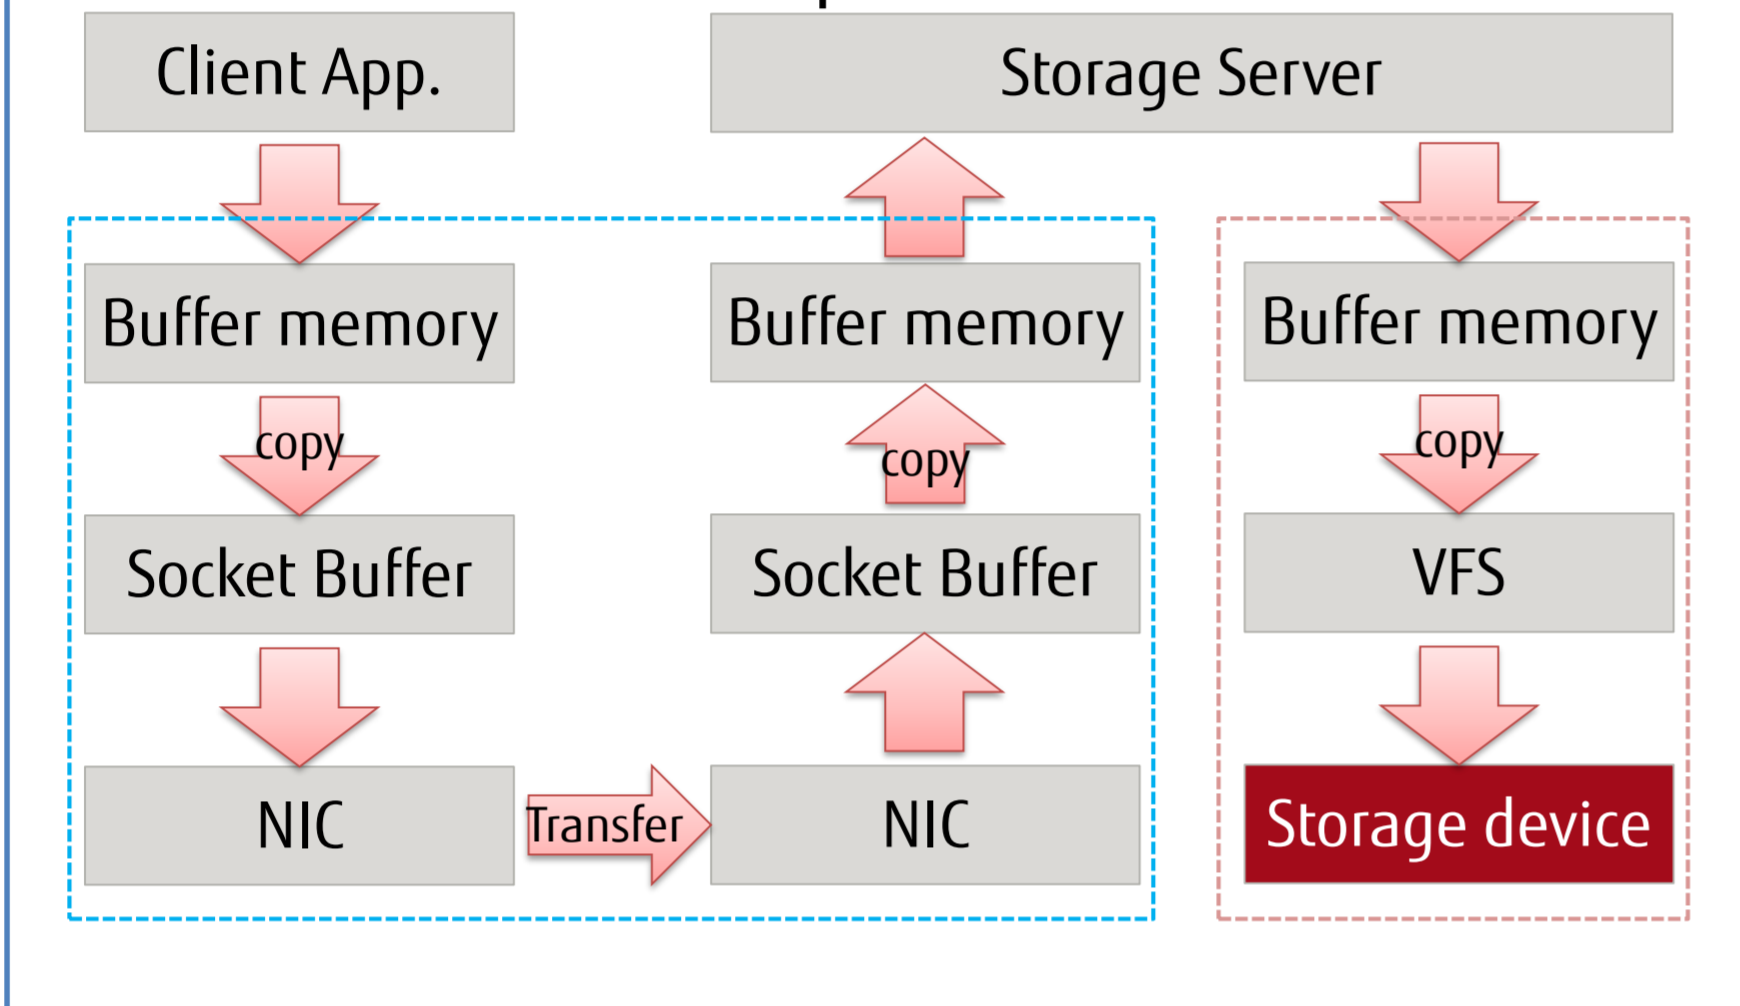 Client App.
Storage Server
Buffer memory
Buffer memory
Buffer memory
copy
copy
copy
Socket Buffer
Socket Buffer
VFS
NIC
Transfer
NIC
Storage device